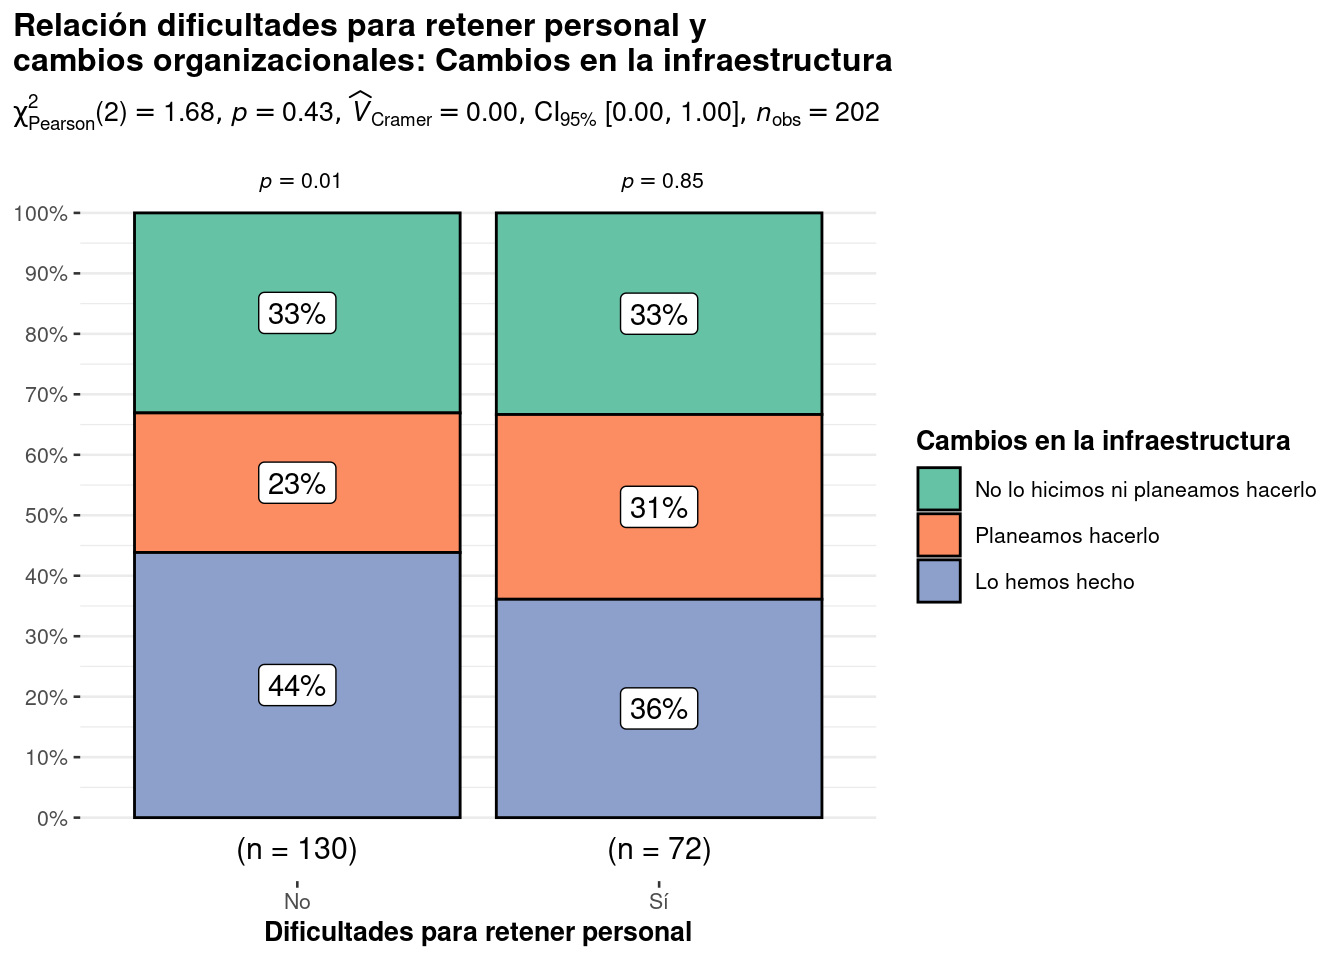 Relación dificultades para retener personal y
cambios organizacionales: Cambios en la infraestructura
χ²Pearson(2) = 1.68, p = 0.43, V̂Cramer = 0.00, CI95% [0.00, 1.00], nobs = 202
p = 0.01
p = 0.85
100%
90%
80%
70%
60%
50%
40%
30%
20%
10%
0%
33%
33%
23%
31%
44%
36%
(n = 130)
(n = 72)
No
Sí
Dificultades para retener personal
Cambios en la infraestructura
No lo hicimos ni planeamos hacerlo
Planeamos hacerlo
Lo hemos hecho